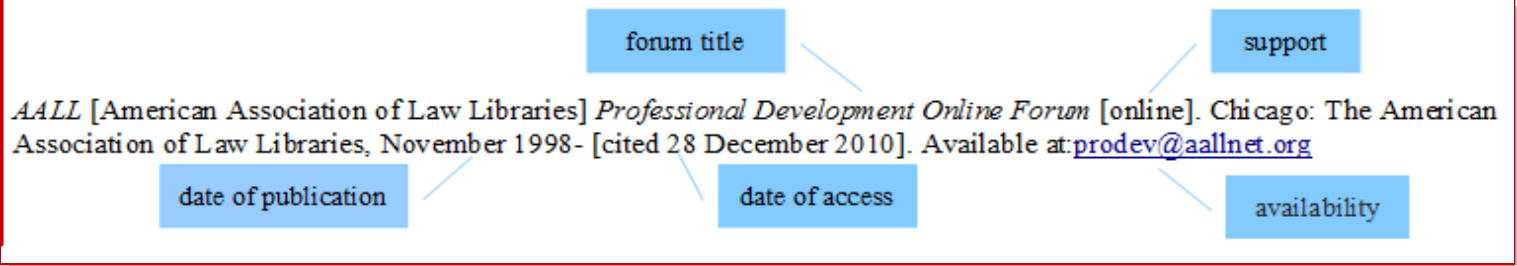 forum title
support
AALL [American Association of Law Libraries] Professional Development Online Forum [online]. Chicago: The American
Association of Law Libraries, November 1998- [cited 28 December 2010]. Available at:prodev@aallnet.org
date of publication
date of access
availability